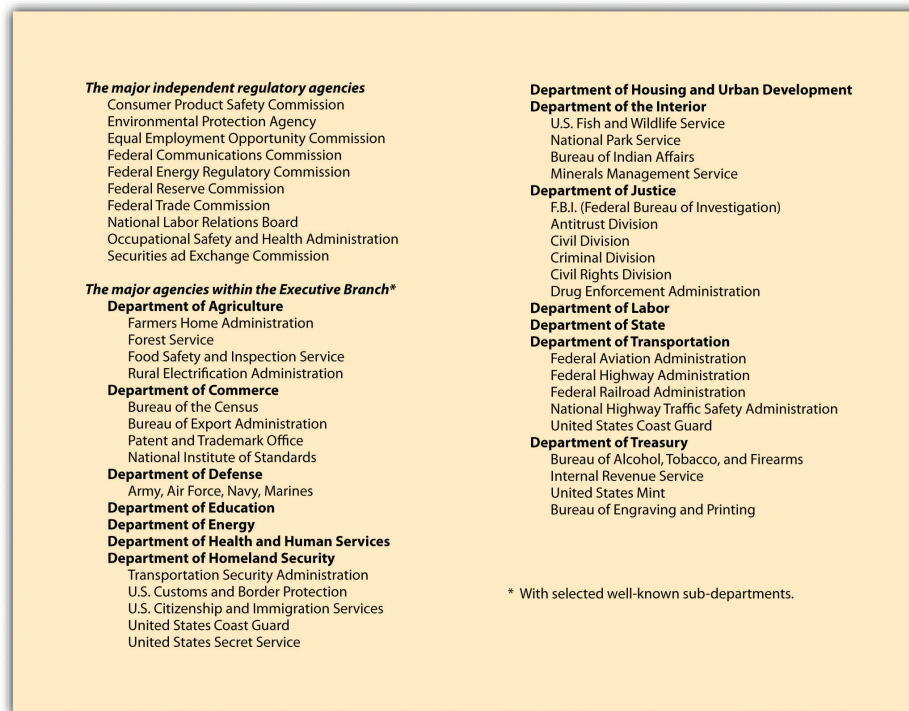 The major independent regulatory agencies
Consumer Product Safety Commission
Environmental Protection Agency
Equal Employment Opportunity Commission
Federal Communications Commission
Federal Energy Regulatory Commission
Federal Reserve Commission
Federal Trade Commission
National Labor Relations Board
Occupational Safety and Health Administration
Securities ad Exchange Commission
The major agencies within the Executive Branch*
Department of Agriculture
Farmers Home Administration
Forest Service
Food Safety and Inspection Service
Rural Electrification Administration
Department of Commerce
Bureau of the Census
Bureau of Export Administration
Patent and Trademark Office
National Institute of Standards
Department of Defense
Army, Air Force, Navy, Marines
Department of Education
Department of Energy
Department of Health and Human Services
Department of Homeland Security
Transportation Security Administration
U.S. Customs and Border Protection
U.S. Citizenship and Immigration Services
United States Coast Guard
United States Secret Service
Department of Housing and Urban Development
Department of the Interior
U.S. Fish and Wildlife Service
National Park Service
Bureau of Indian Affairs
Minerals Management Service
Department of Justice
F.B.I. (Federal Bureau of Investigation)
Antitrust Division
Civil Division
Criminal Division
Civil Rights Division
Drug Enforcement Administration
Department of Labor
Department of State
Department of Transportation
Federal Aviation Administration
Federal Highway Administration
Federal Railroad Administration
National Highway Traffic Safety Administration
United States Coast Guard
Department of Treasury
Bureau of Alcohol, Tobacco, and Firearms
Internal Revenue Service
United States Mint
Bureau of Engraving and Printing
* With selected well-known sub-departments.